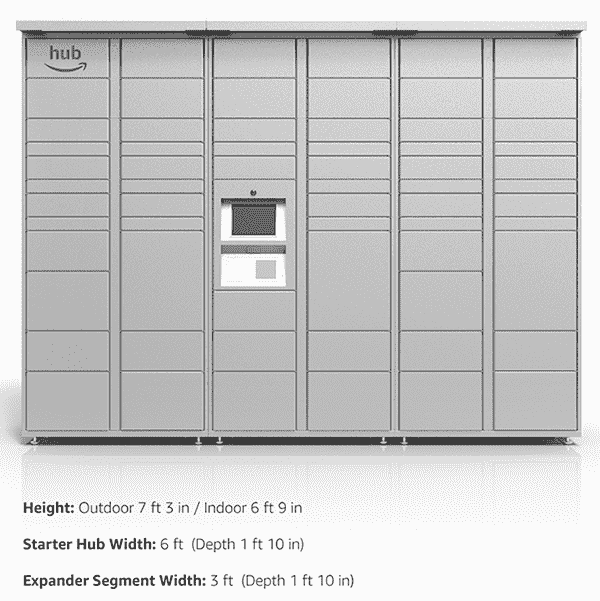 hub
Height: Outdoor 7 ft 3 in / Indoor 6 ft 9 in
Starter Hub Width: 6 ft (Depth 1 ft 10 in)
Expander Segment Width: 3 ft (Depth 1 ft 10 in)